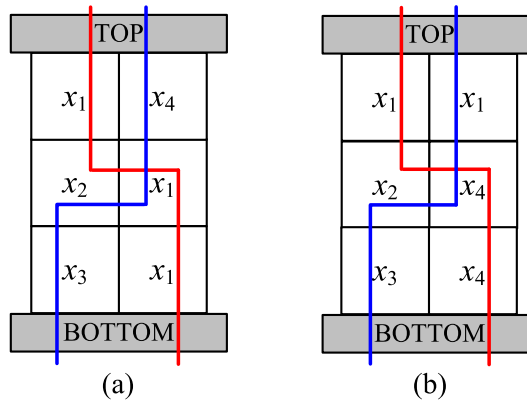 TOP TOP
x₁ x₄ x₁ x₁
x₂ x₁ x₂ x₄
x₃ x₁ x₃ x₄
BOTTOM BOTTOM
(a) (b)